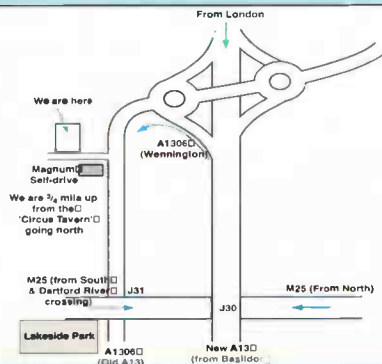 From London
We are here
A1306
(Wennington)
Magnum
Self-drive
We are 3/4 mila up
from the
'Circus Tavern'
going north
M25 (from South
& Dartford River
crossing)
J31
M25 (From North)
J30
Lakeside Park
A1306
(Old A13)
New A13
(from Basildon)